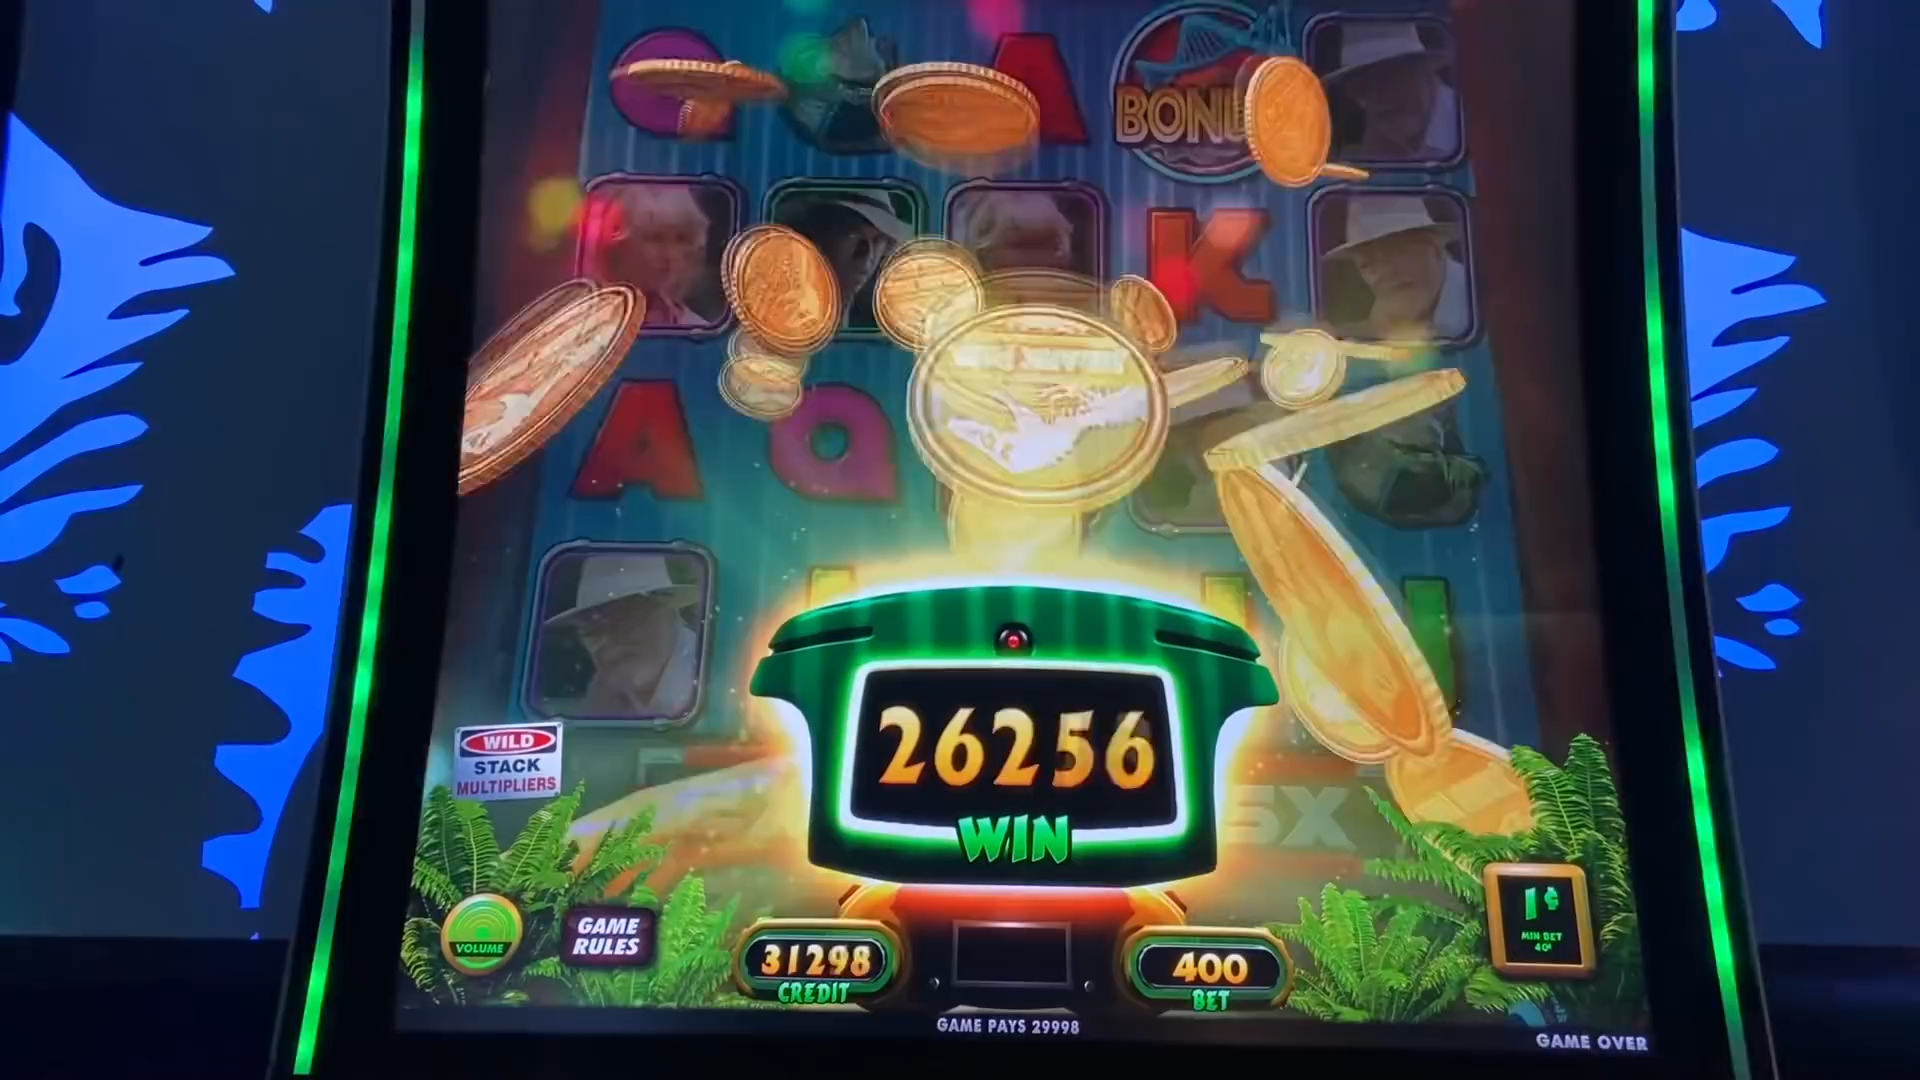 A
BONU
K
A
Q
26256
WIN
WILD
STACK
MULTIPLIERS
5X
VOLUME
GAME
RULES
31298
CREDIT
400
BET
1¢
MIN BET
40¢
GAME PAYS 29998
GAME OVER